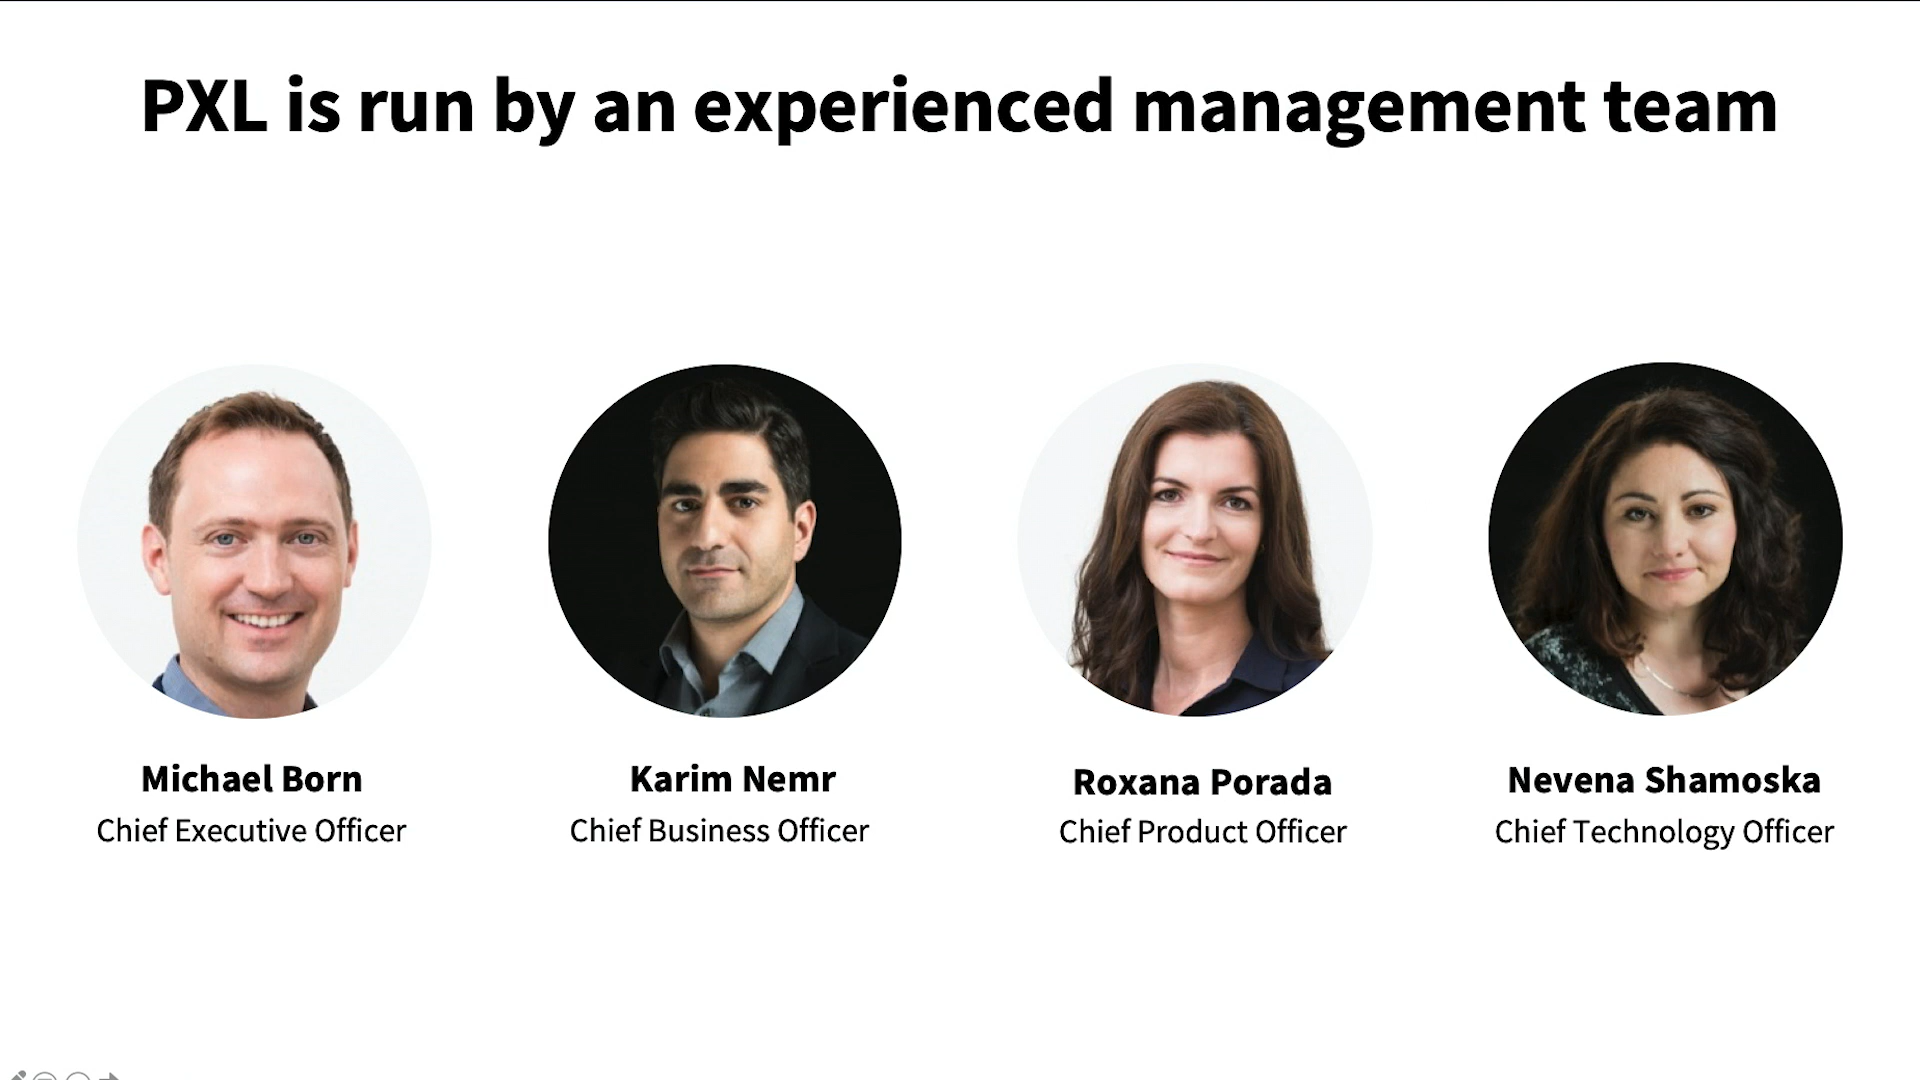 PXL is run by an experienced management team
Michael Born
Chief Executive Officer
Karim Nemr
Chief Business Officer
Roxana Porada
Chief Product Officer
Nevena Shamoska
Chief Technology Officer